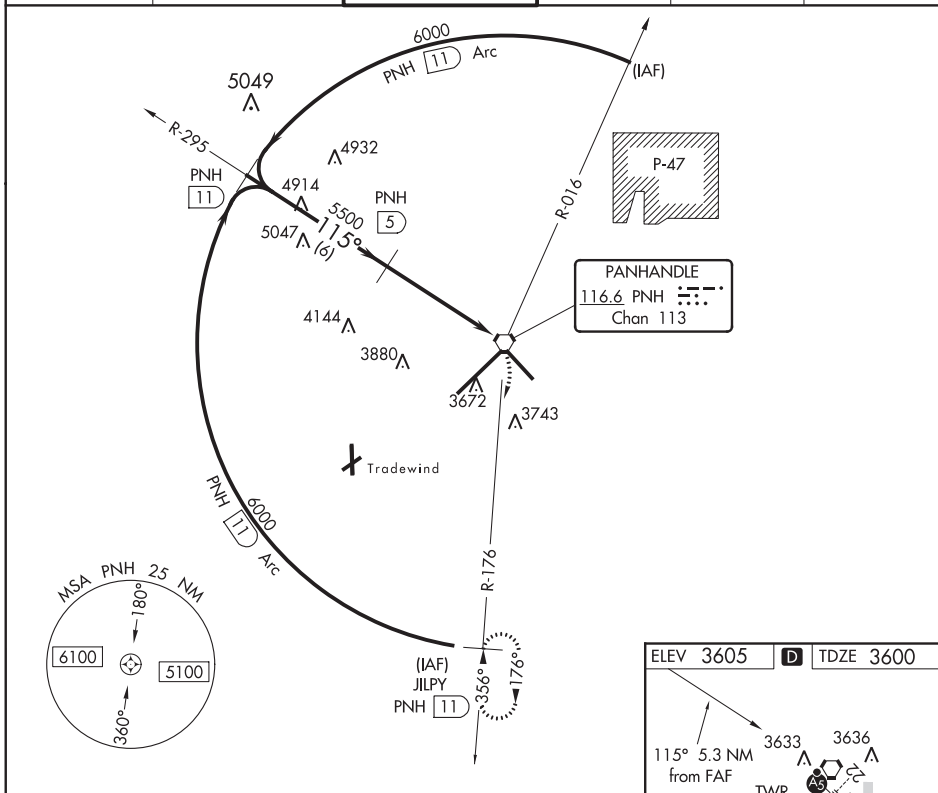 6000
PNH 11 Arc
(IAF)
5049
R-295
4932
P-47
PNH
11
4914
PNH
5
R-016
5500
115°
5047
(6)
PANHANDLE
116.6 PNH
Chan 113
4144
3880
3672
3743
Tradewind
6000
PNH 11 Arc
R-176
MSA PNH 25 NM
180°
6100
5100
360°
(IAF)
JILPY
PNH 11
356°
176°
ELEV 3605 D TDZE 3600
115° 5.3 NM
from FAF
3633
3636
TWR
A5
22